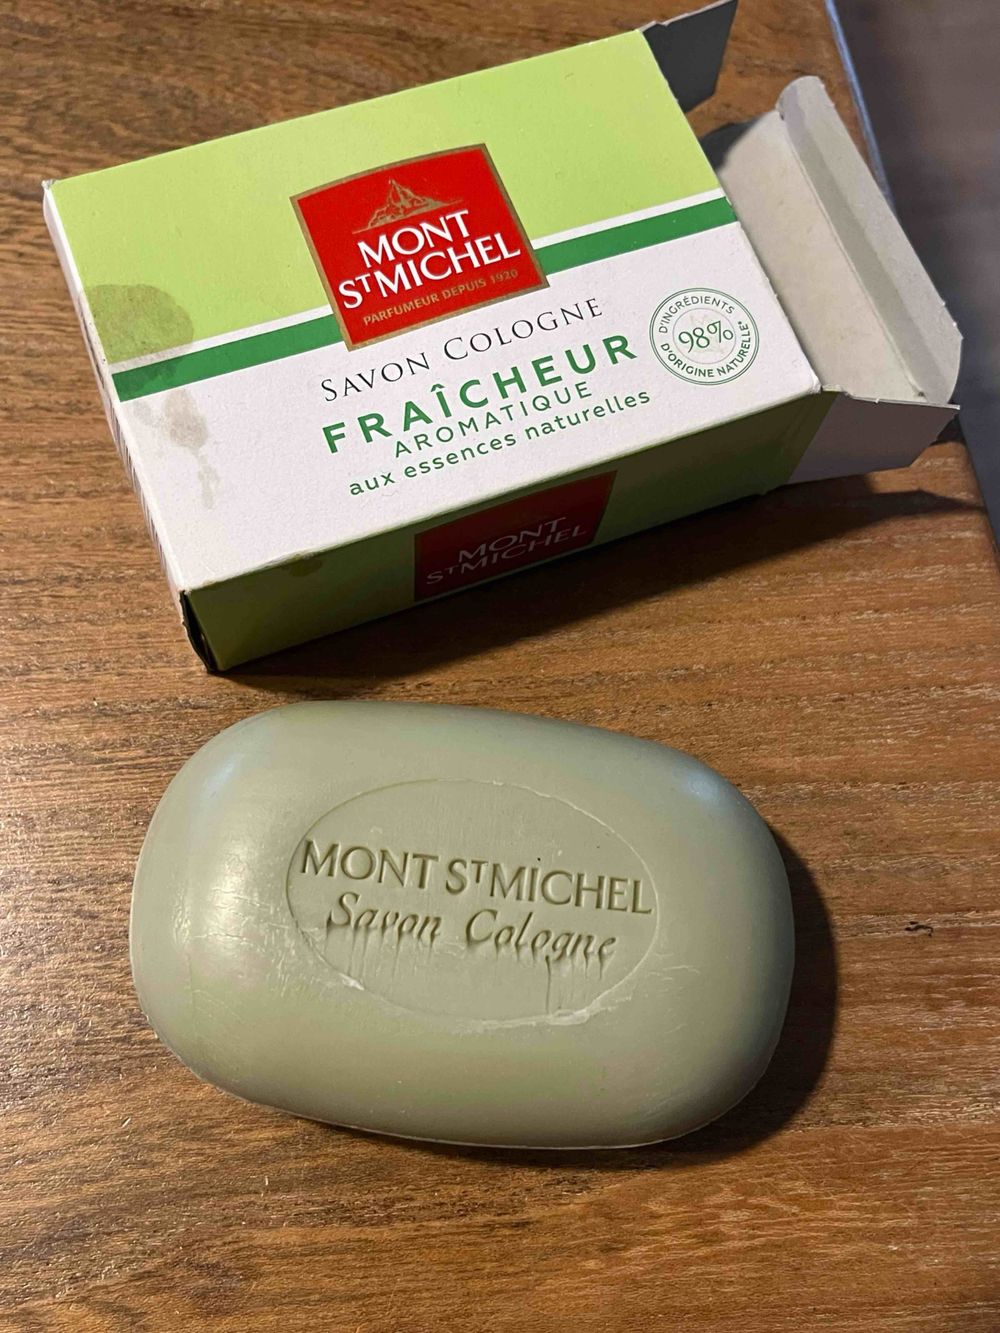 MONT
STMICHEL
PARFUMEUR DEPUIS 1920
SAVON COLOGNE
FRAÎCHEUR
AROMATIQUE
aux essences naturelles
D'INGRÉDIENTS
98%
D'ORIGINE NATURELLE*
MONT
STMICHEL
MONT STMICHEL
Savon Cologne